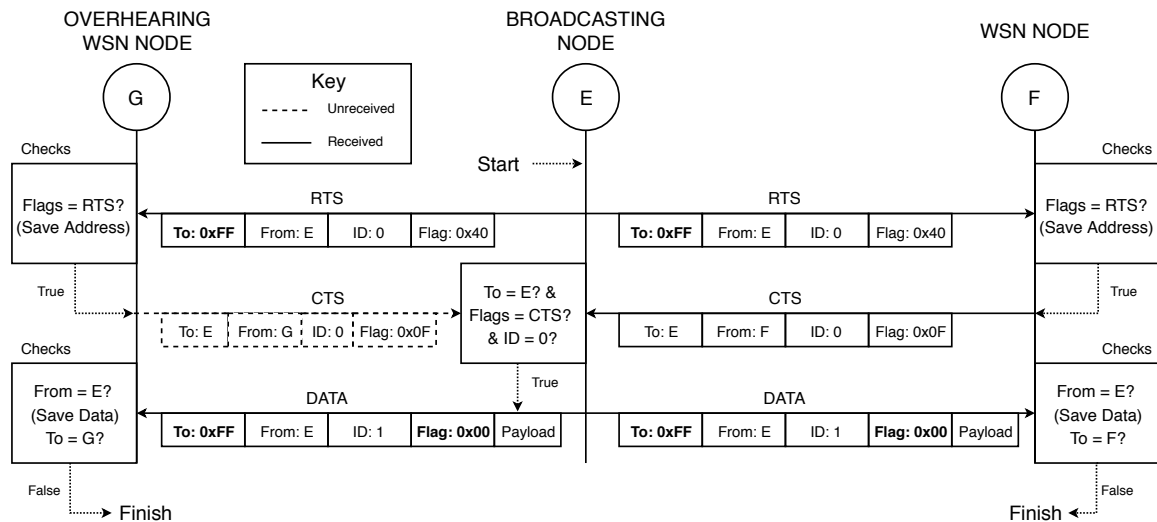 OVERHEARING
WSN NODE
BROADCASTING
NODE
WSN NODE
G
E
F
Key
Unreceived
Received
Start
Checks
Flags = RTS?
(Save Address)
RTS
To: 0xFF From: E ID: 0 Flag: 0x40
RTS
To: 0xFF From: E ID: 0 Flag: 0x40
Checks
Flags = RTS?
(Save Address)
True
CTS
To: E From: G ID: 0 Flag: 0x0F
To = E? &
Flags = CTS?
& ID = 0?
CTS
To: E From: F ID: 0 Flag: 0x0F
True
Checks
From = E?
(Save Data)
To = G?
True
DATA
To: 0xFF From: E ID: 1 Flag: 0x00 Payload
DATA
To: 0xFF From: E ID: 1 Flag: 0x00 Payload
Checks
From = E?
(Save Data)
To = F?
False
Finish
False
Finish